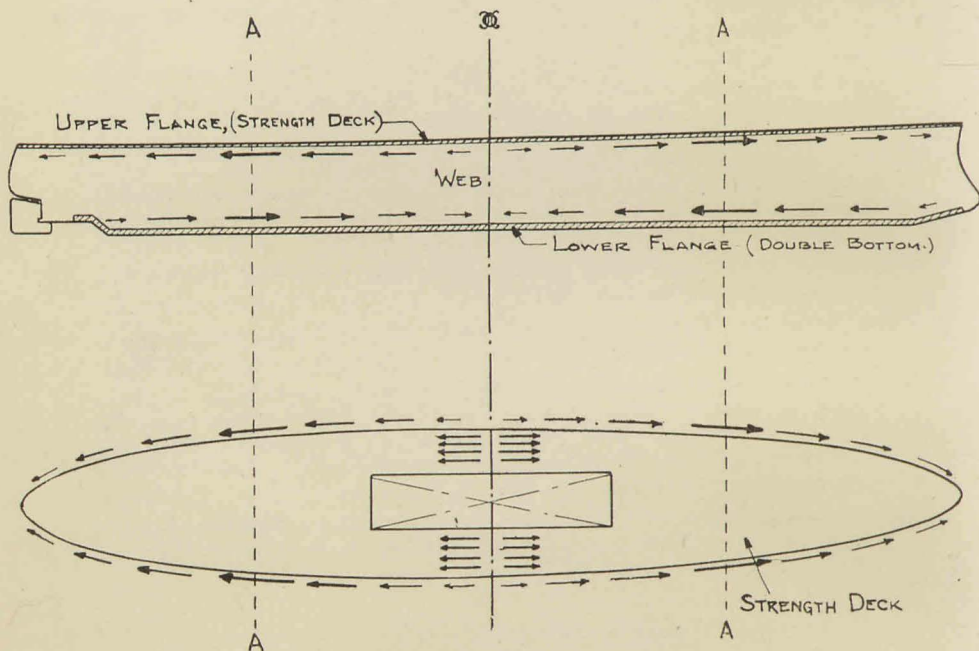 A
A
UPPER FLANGE, (STRENGTH DECK)
WEB
LOWER FLANGE (DOUBLE BOTTOM.)
STRENGTH DECK
A
A